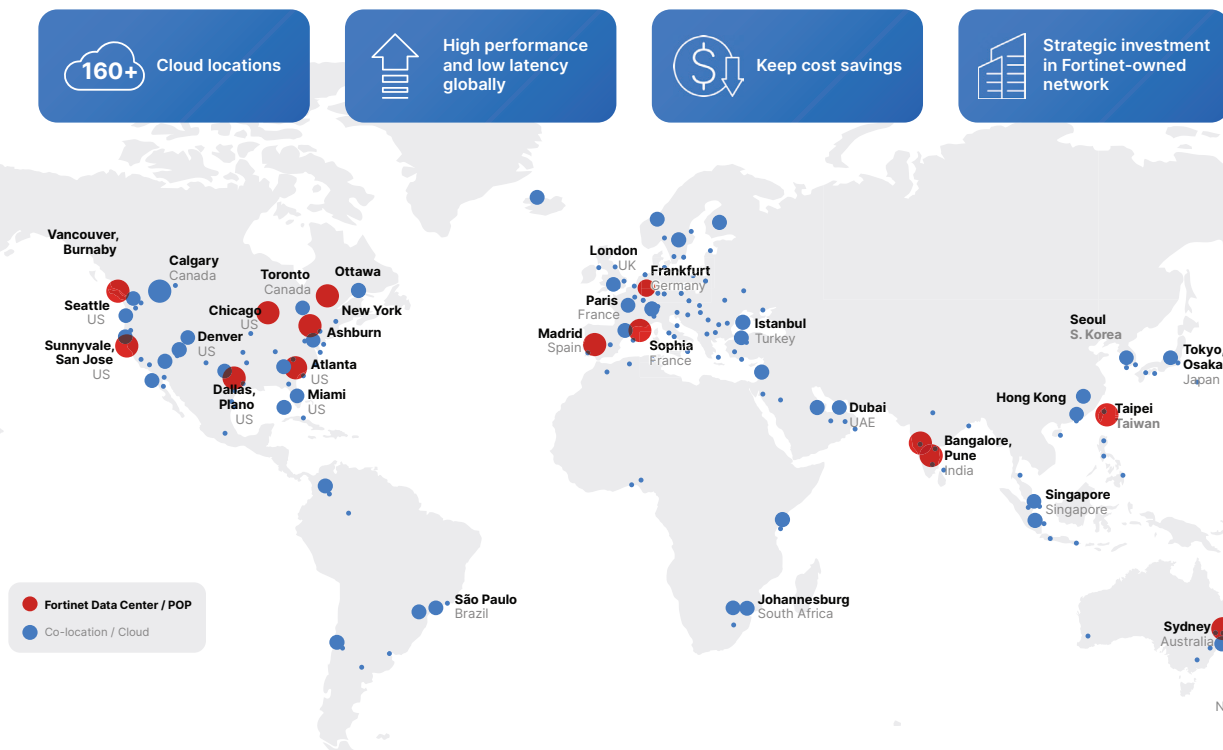 160+
Cloud locations
High performance
and low latency
globally
Keep cost savings
Strategic investment
in Fortinet-owned
network
Vancouver,
Burnaby
Calgary
Canada
Seattle
US
Sunnyvale,
San Jose
US
Denver
US
Chicago
US
Toronto
Canada
Ottawa
New York
Ashburn
Atlanta
US
Dallas,
Plano
US
Miami
US
London
UK
Frankfurt
Germany
Paris
France
Madrid
Spain
Sophia
France
Istanbul
Turkey
Dubai
UAE
Bangalore,
Pune
India
Hong Kong
Seoul
S. Korea
Tokyo,
Osaka
Japan
Taipei
Taiwan
Singapore
Singapore
São Paulo
Brazil
Johannesburg
South Africa
Sydney
Australia
N
Fortinet Data Center / POP
Co-location / Cloud